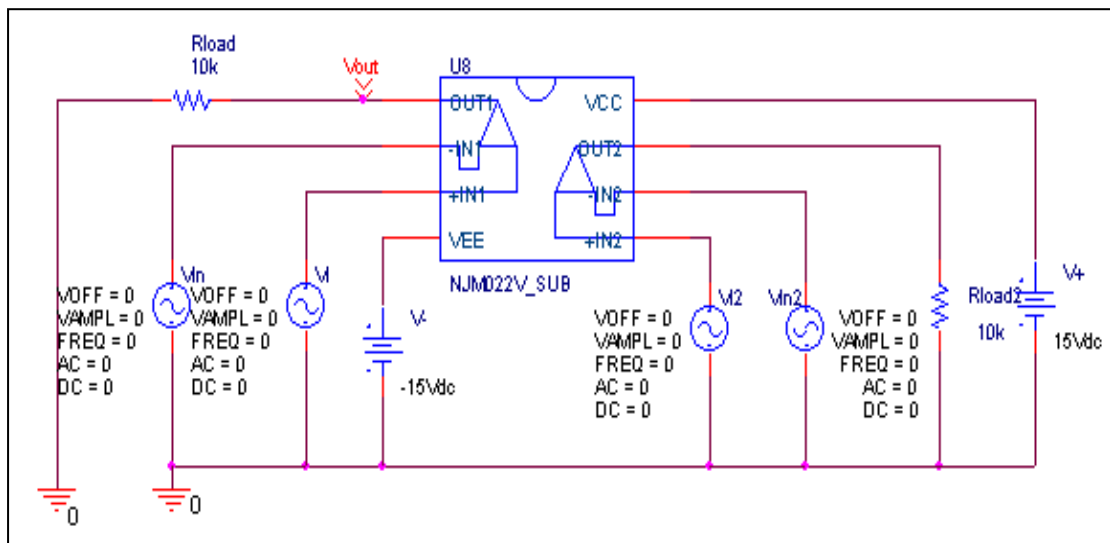 Rload
10k
Vout
U8
OUT1
VCC
-IN1
OUT2
+IN1
-IN2
VEE
+IN2
NJM022V_SUB
Vin
VOFF = 0
VAMPL = 0
FREQ = 0
AC = 0
DC = 0
VI
VOFF = 0
VAMPL = 0
FREQ = 0
AC = 0
DC = 0
V-
-15Vdc
VI2
VOFF = 0
VAMPL = 0
FREQ = 0
AC = 0
DC = 0
Vin2
VOFF = 0
VAMPL = 0
FREQ = 0
AC = 0
DC = 0
Rload2
10k
V+
15Vdc
0
0